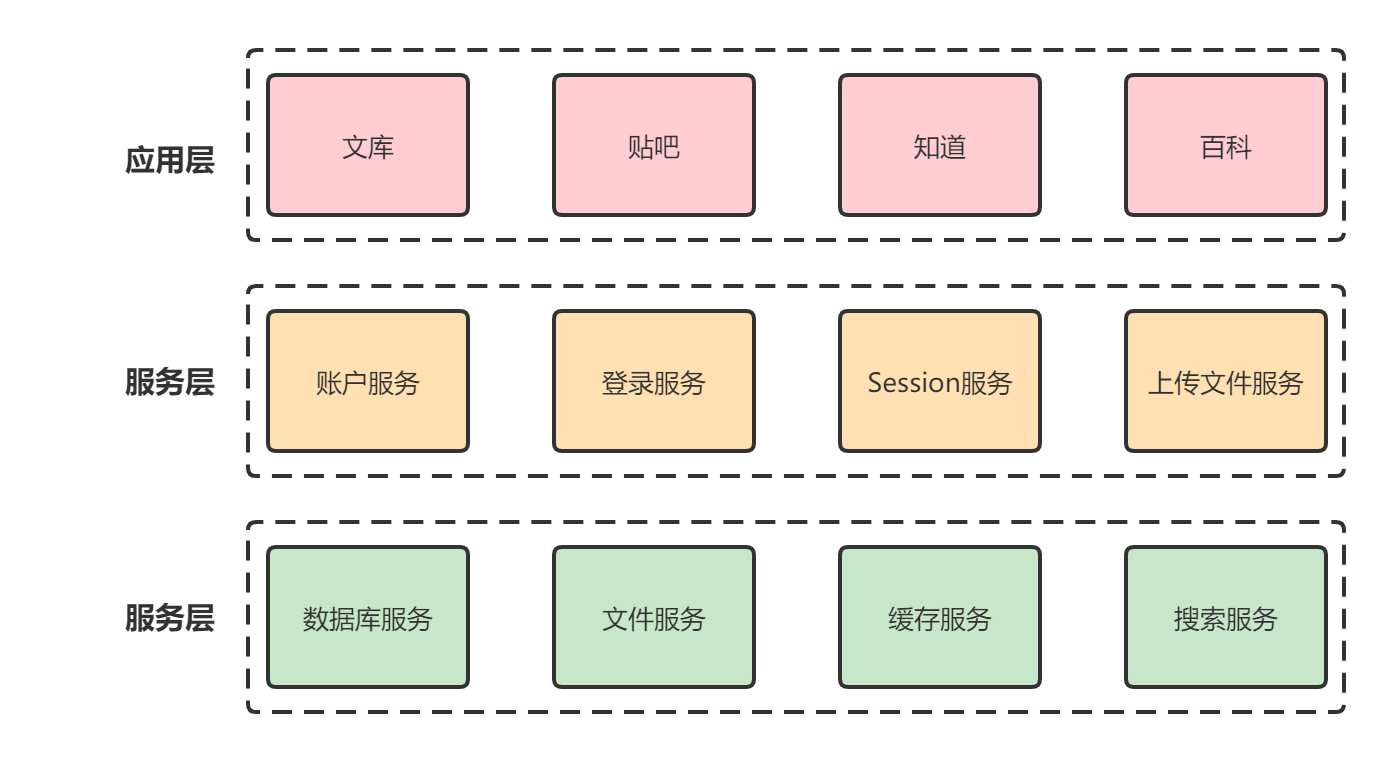 应用层
文库
贴吧
知道
百科
服务层
账户服务
登录服务
Session服务
上传文件服务
服务层
数据库服务
文件服务
缓存服务
搜索服务